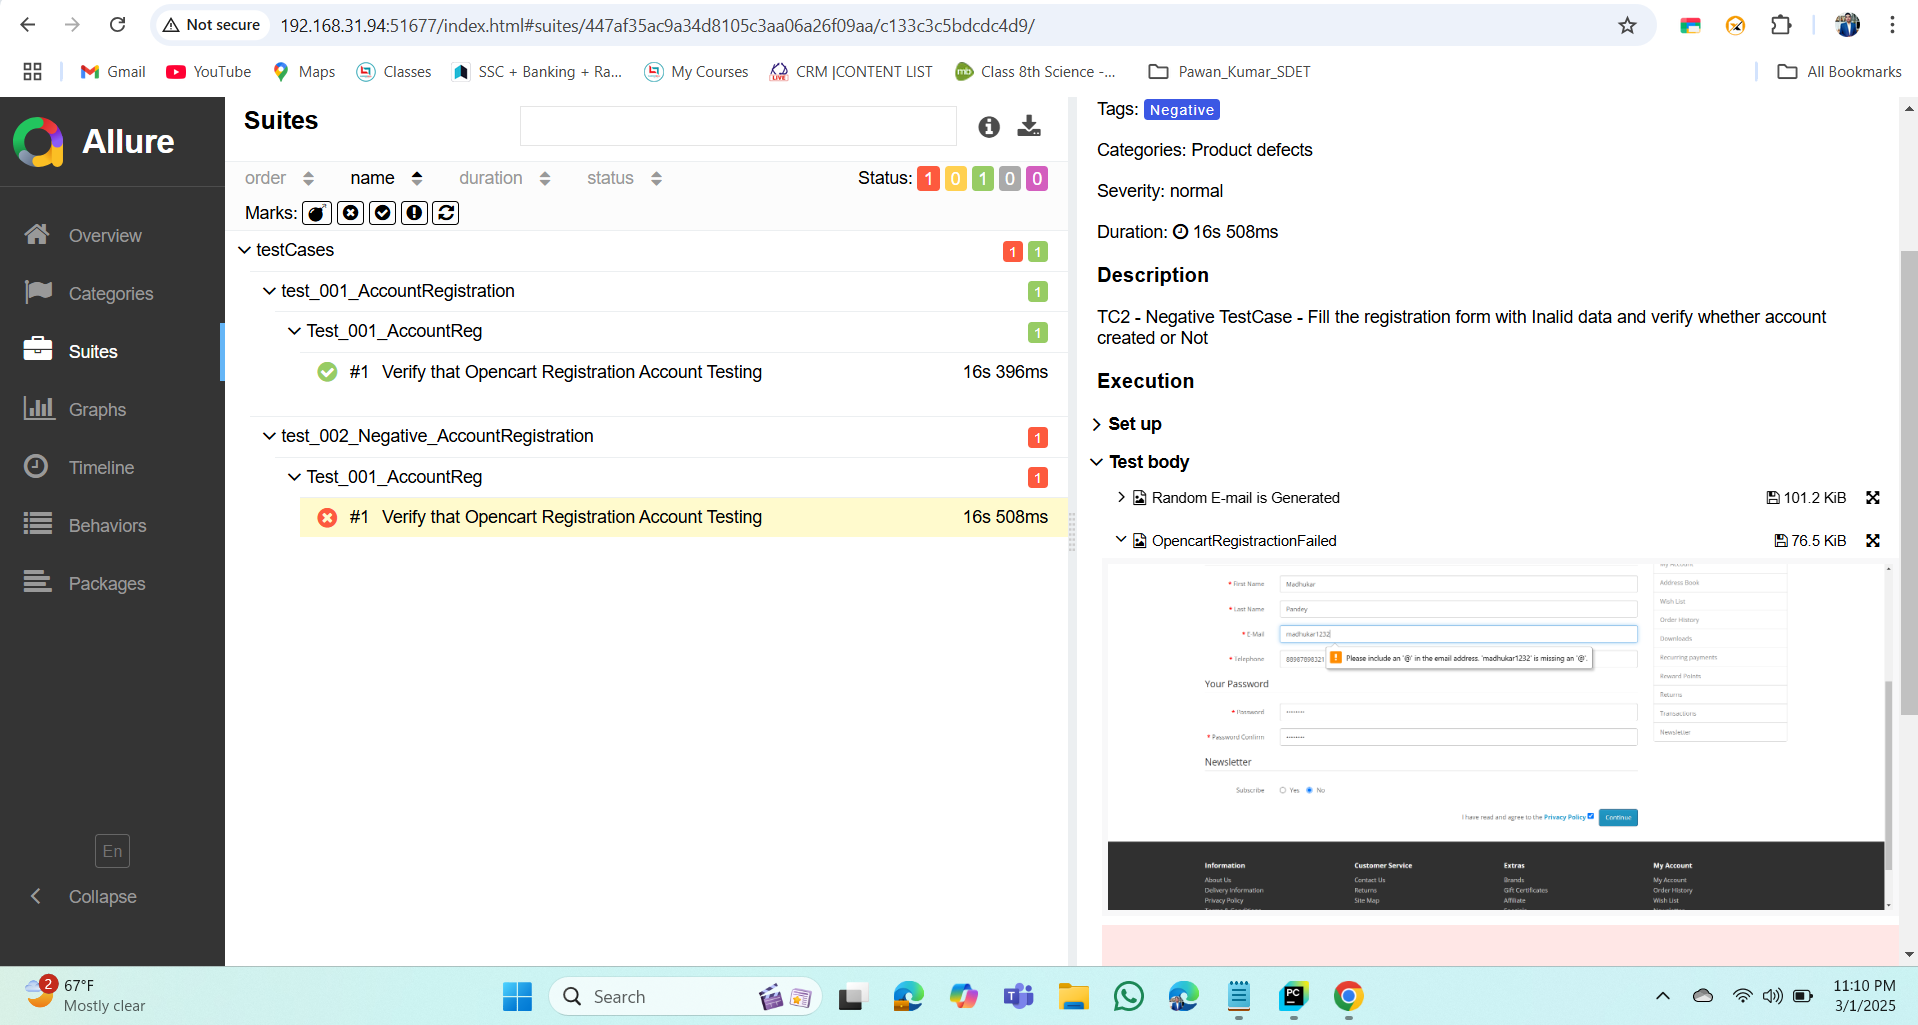 Not secure
192.168.31.94:51677/index.html#suites/447af35ac9a34d8105c3aa06a26f09aa/c133c3c5bdcdc4d9/
Gmail
YouTube
Maps
Classes
SSC + Banking + Ra...
My Courses
CRM |CONTENT LIST
Class 8th Science -...
Pawan_Kumar_SDET
All Bookmarks
Allure
Overview
Categories
Suites
Graphs
Timeline
Behaviors
Packages
En
Collapse
Suites
order
name
duration
status
Status: 1 0 1 0 0
Marks:
testCases 1 1
test_001_AccountRegistration 1
Test_001_AccountReg 1
#1 Verify that Opencart Registration Account Testing 16s 396ms
test_002_Negative_AccountRegistration 1
Test_001_AccountReg 1
#1 Verify that Opencart Registration Account Testing 16s 508ms
Tags: Negative
Categories: Product defects
Severity: normal
Duration: 16s 508ms
Description
TC2 - Negative TestCase - Fill the registration form with Inalid data and verify whether account
created or Not
Execution
Set up
Test body
Random E-mail is Generated 101.2 KiB
OpencartRegistractionFailed 76.5 KiB
* First Name Madhukar
* Last Name Pandey
* E-Mail madhukar1232
* Telephone 8898789832
Please include an '@' in the email address. 'madhukar1232' is missing an '@'.
Your Password
* Password
* Password Confirm
Newsletter
Subscribe Yes No
I have read and agree to the Privacy Policy Continue
My Account
Address Book
Wish List
Order History
Downloads
Recurring payments
Reward Points
Returns
Transactions
Newsletter
Information
About Us
Delivery Information
Privacy Policy
Terms & Conditions
Customer Service
Contact Us
Returns
Site Map
Extras
Brands
Gift Certificates
Affiliate
Specials
My Account
My Account
Order History
Wish List
Newsletter
2
67°F
Mostly clear
Search
PC
11:10 PM
3/1/2025